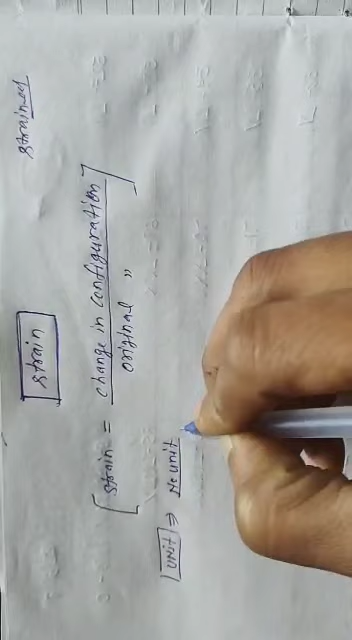 strain
strained
[strain = change in configuration
original " ]
[unit] ⇒ No unit